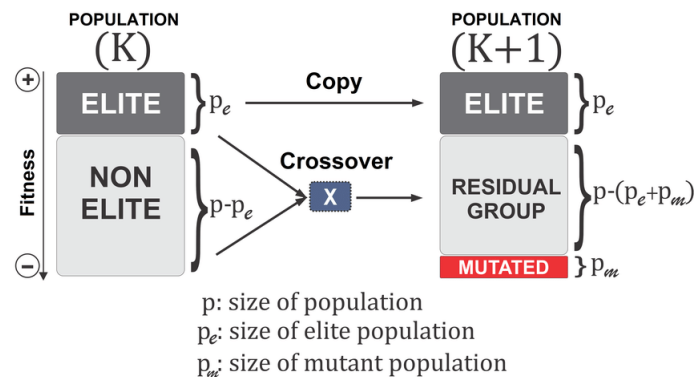 POPULATION
(K)
POPULATION
(K+1)
+
Fitness
−
ELITE
pe
Copy
ELITE
pe
NON
ELITE
p-pe
Crossover
X
RESIDUAL
GROUP
p-(pe+pm)
MUTATED
pm
p: size of population
pe: size of elite population
pm: size of mutant population